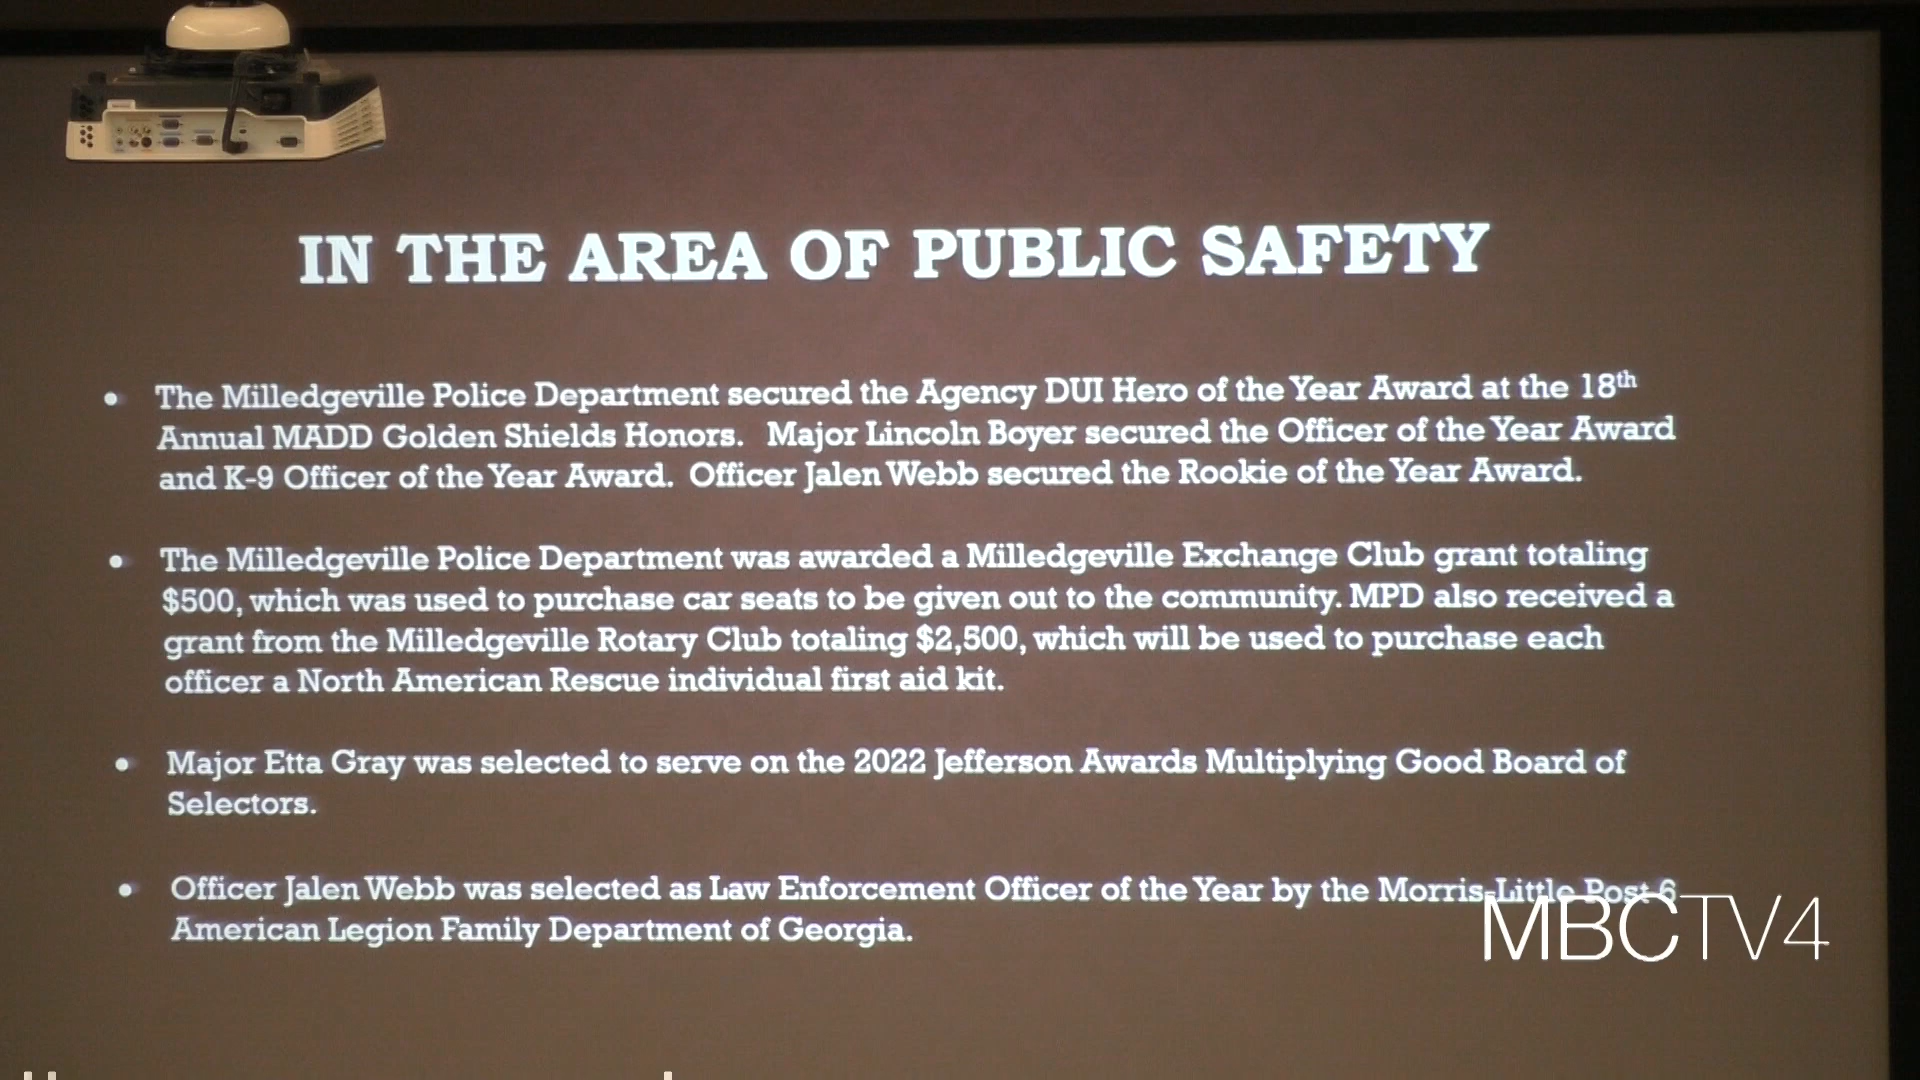 IN THE AREA OF PUBLIC SAFETY
• The Milledgeville Police Department secured the Agency DUI Hero of the Year Award at the 18th
Annual MADD Golden Shields Honors. Major Lincoln Boyer secured the Officer of the Year Award
and K-9 Officer of the Year Award. Officer Jalen Webb secured the Rookie of the Year Award.
• The Milledgeville Police Department was awarded a Milledgeville Exchange Club grant totaling
$500, which was used to purchase car seats to be given out to the community. MPD also received a
grant from the Milledgeville Rotary Club totaling $2,500, which will be used to purchase each
officer a North American Rescue individual first aid kit.
• Major Etta Gray was selected to serve on the 2022 Jefferson Awards Multiplying Good Board of
Selectors.
• Officer Jalen Webb was selected as Law Enforcement Officer of the Year by the Morris-Little Post 6
American Legion Family Department of Georgia.
MBCTV4